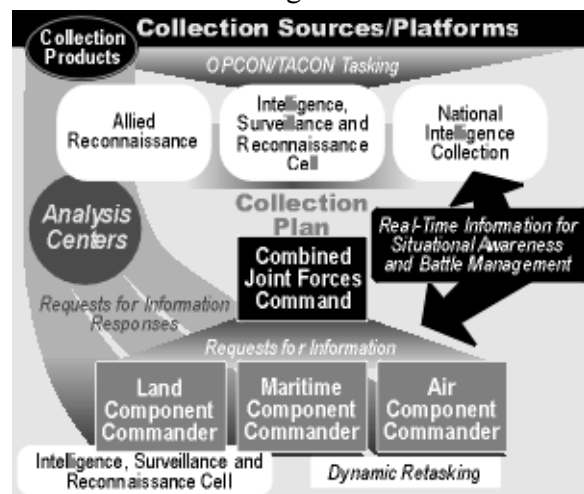 Collection Sources/Platforms
Collection
Products
OPCON/TACON Tasking
Allied
Reconnaissance
Intelligence,
Surveillance and
Reconnaissance
Cell
National
Intelligence
Collection
Analysis
Centers
Collection
Plan
Combined
Joint Forces
Command
Real-Time Information for
Situational Awareness
and Battle Management
Requests for Information
Responses
Requests for Information
Land
Component
Commander
Maritime
Component
Commander
Air
Component
Commander
Intelligence, Surveillance and
Reconnaissance Cell
Dynamic Retasking